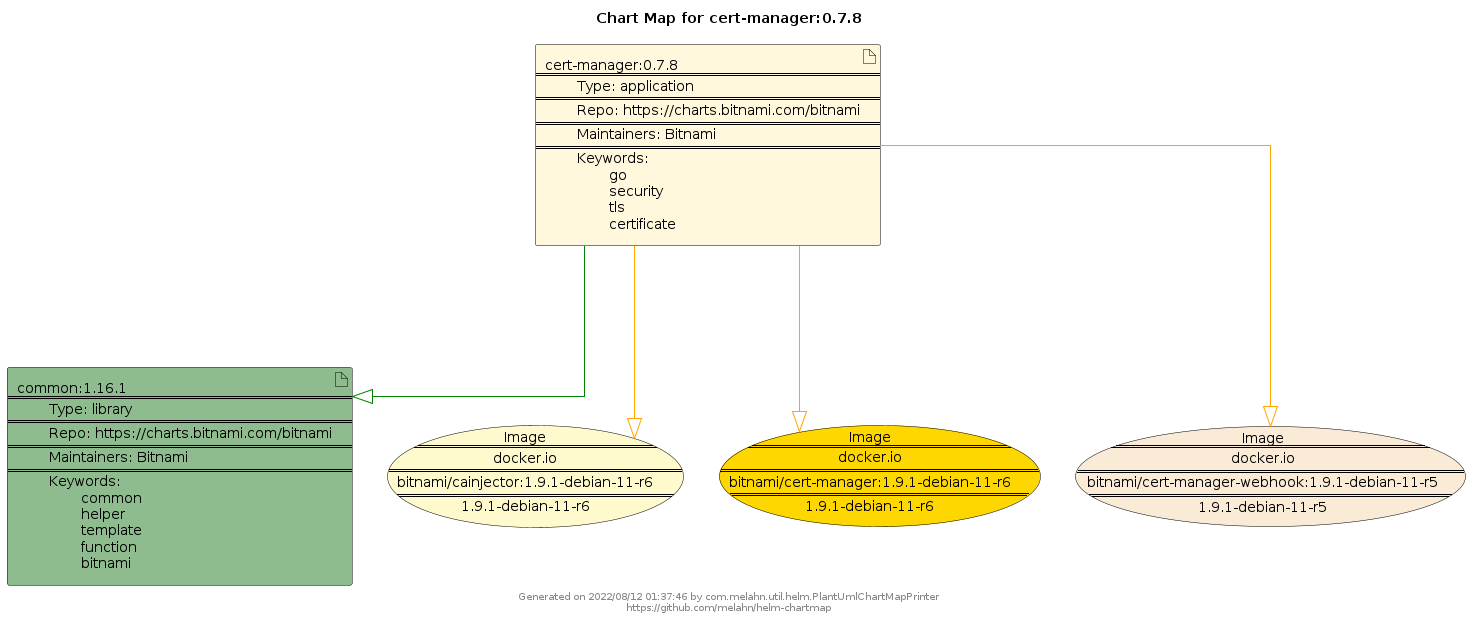 Chart Map for cert-manager:0.7.8
cert-manager:0.7.8
Type: application
Repo: https://charts.bitnami.com/bitnami
Maintainers: Bitnami
Keywords:
go
security
tls
certificate
common:1.16.1
Type: library
Repo: https://charts.bitnami.com/bitnami
Maintainers: Bitnami
Keywords:
common
helper
template
function
bitnami
Image
docker.io
bitnami/cainjector:1.9.1-debian-11-r6
1.9.1-debian-11-r6
Image
docker.io
bitnami/cert-manager:1.9.1-debian-11-r6
1.9.1-debian-11-r6
Image
docker.io
bitnami/cert-manager-webhook:1.9.1-debian-11-r5
1.9.1-debian-11-r5
Generated on 2022/08/12 01:37:46 by com.melahn.util.helm.PlantUmlChartMapPrinter
https://github.com/melahn/helm-chartmap